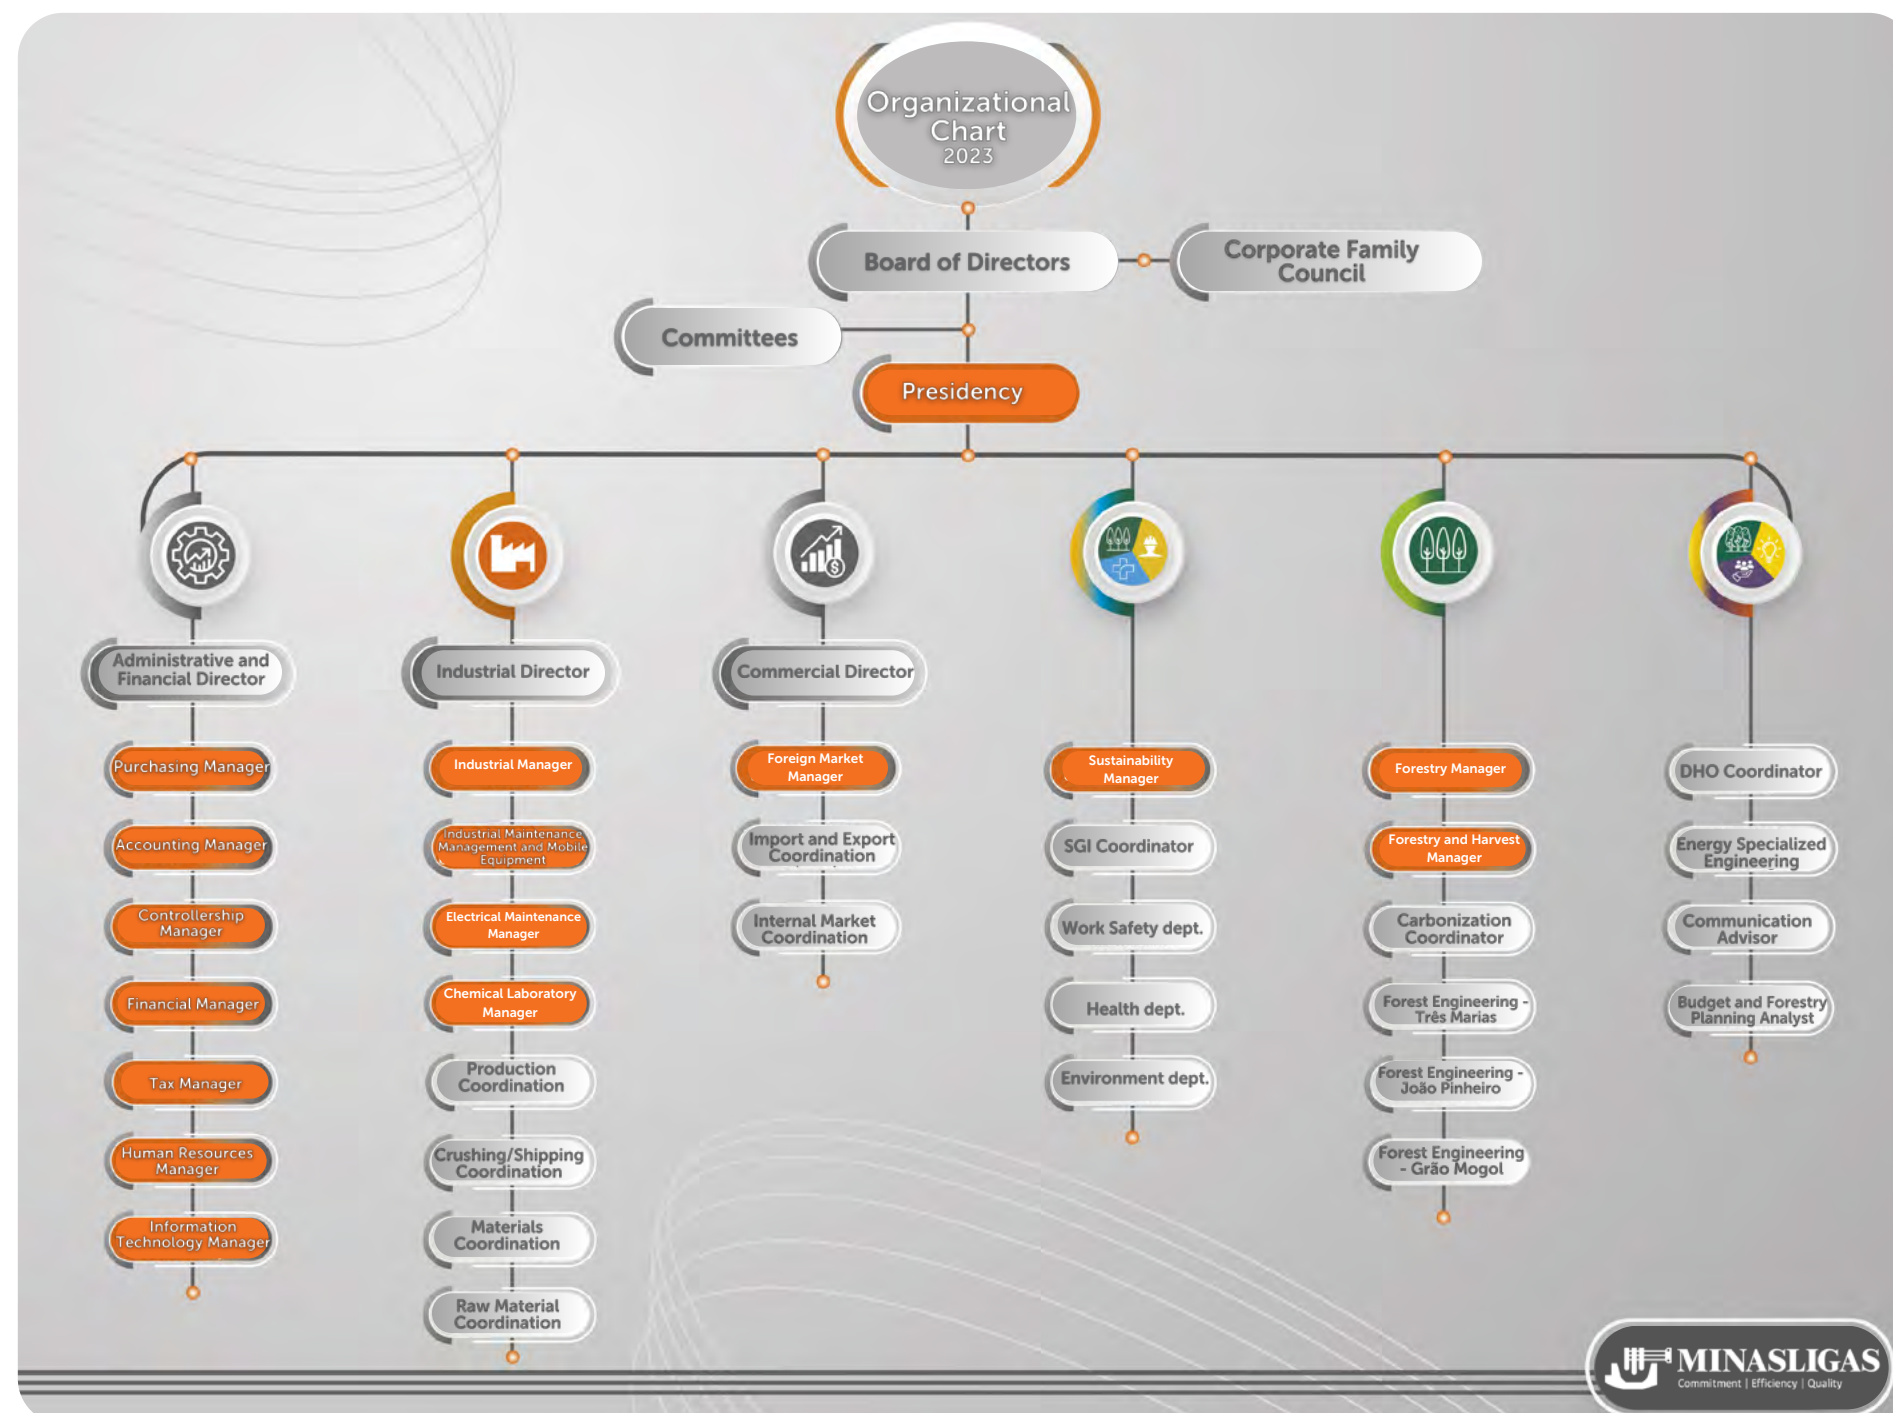 Organizational
Chart
2023
Board of Directors
Corporate Family
Council
Committees
Presidency
Administrative and
Financial Director
Purchasing Manager
Accounting Manager
Controllership
Manager
Financial Manager
Tax Manager
Human Resources
Manager
Information
Technology Manager
Industrial Director
Industrial Manager
Industrial Maintenance
Management and Mobile
Equipment
Electrical Maintenance
Manager
Chemical Laboratory
Manager
Production
Coordination
Crushing/Shipping
Coordination
Materials
Coordination
Raw Material
Coordination
Commercial Director
Foreign Market
Manager
Import and Export
Coordination
Internal Market
Coordination
Sustainability
Manager
SGI Coordinator
Work Safety dept.
Health dept.
Environment dept.
Forestry Manager
Forestry and Harvest
Manager
Carbonization
Coordinator
Forest Engineering -
Três Marias
Forest Engineering -
João Pinheiro
Forest Engineering
- Grão Mogol
DHO Coordinator
Energy Specialized
Engineering
Communication
Advisor
Budget and Forestry
Planning Analyst
MINASLIGAS
Commitment | Efficiency | Quality